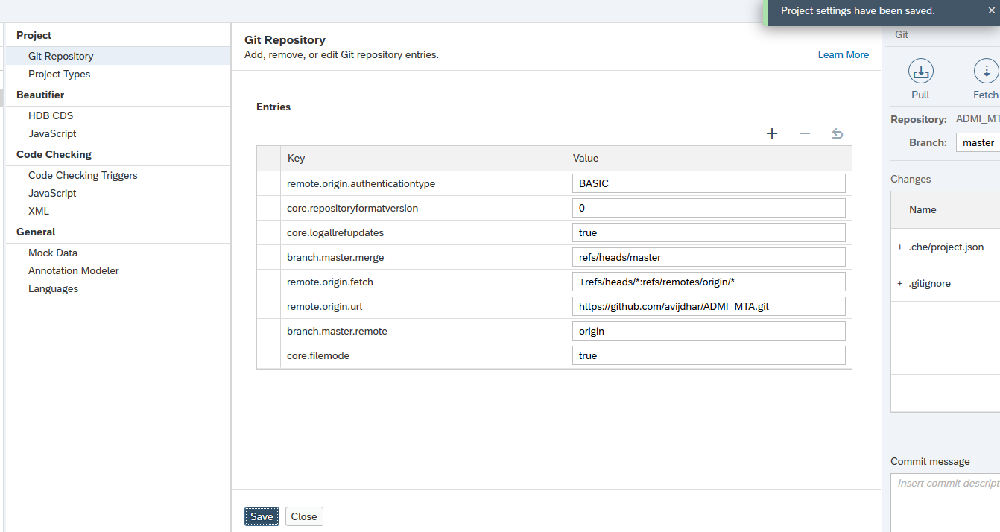 Project settings have been saved.
Project
Git Repository
Project Types
Beautifier
HDB CDS
JavaScript
Code Checking
Code Checking Triggers
JavaScript
XML
General
Mock Data
Annotation Modeler
Languages
Git Repository
Add, remove, or edit Git repository entries.
Learn More
Entries
Key Value
remote.origin.authenticationtype BASIC
core.repositoryformatversion 0
core.logallrefupdates true
branch.master.merge refs/heads/master
remote.origin.fetch +refs/heads/*:refs/remotes/origin/*
remote.origin.url https://github.com/avijdhar/ADMI_MTA.git
branch.master.remote origin
core.filemode true
Save Close
Git
Pull Fetch
Repository: ADMI_MT
Branch: master
Changes
Name
+ .che/project.json
+ .gitignore
Commit message
Insert commit descript